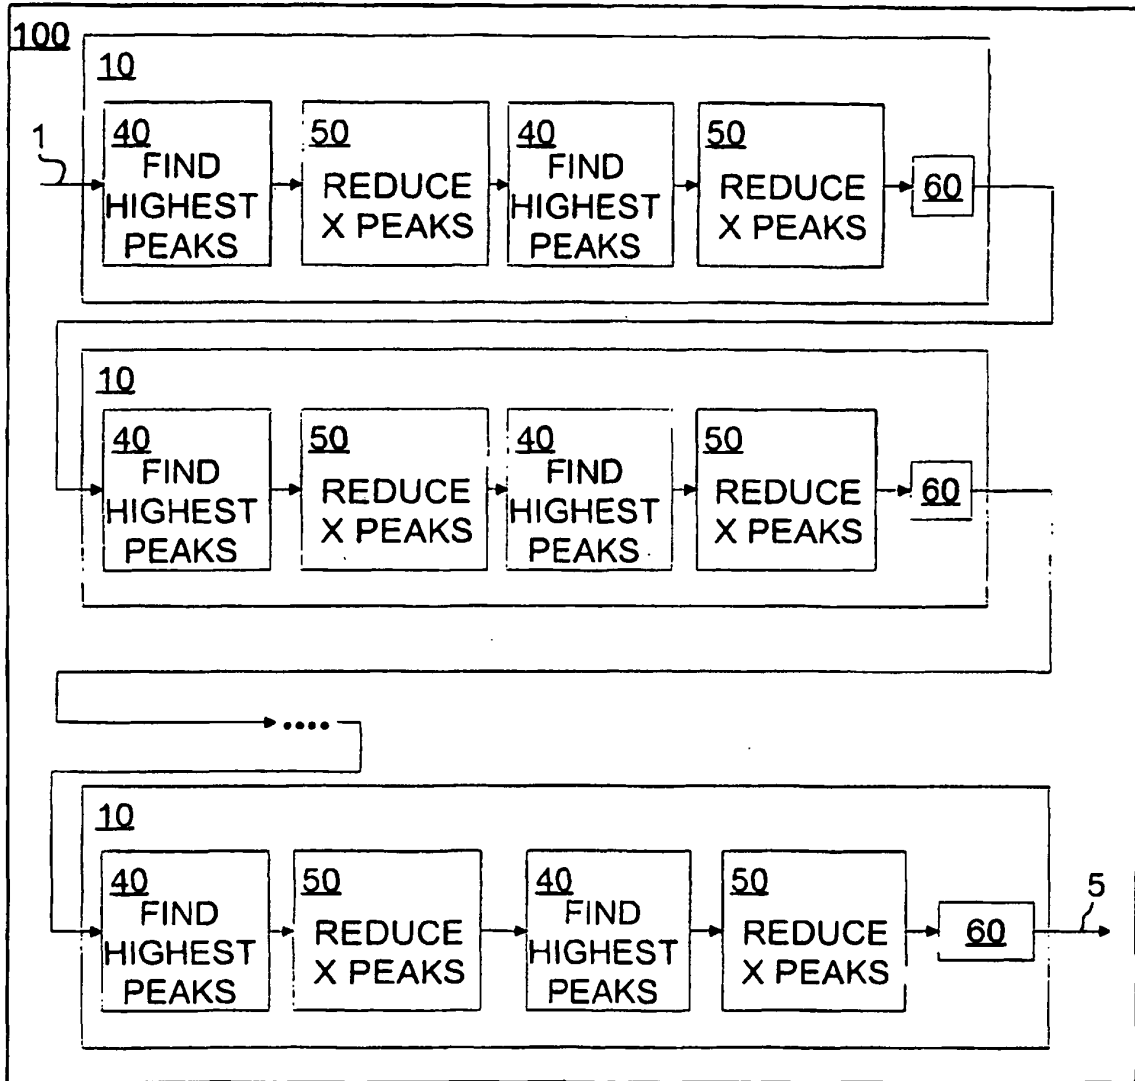 100
10
1
40
FIND
HIGHEST
PEAKS
50
REDUCE
X PEAKS
40
FIND
HIGHEST
PEAKS
50
REDUCE
X PEAKS
60
10
40
FIND
HIGHEST
PEAKS
50
REDUCE
X PEAKS
40
FIND
HIGHEST
PEAKS
50
REDUCE
X PEAKS
60
....
10
40
FIND
HIGHEST
PEAKS
50
REDUCE
X PEAKS
40
FIND
HIGHEST
PEAKS
50
REDUCE
X PEAKS
60
5